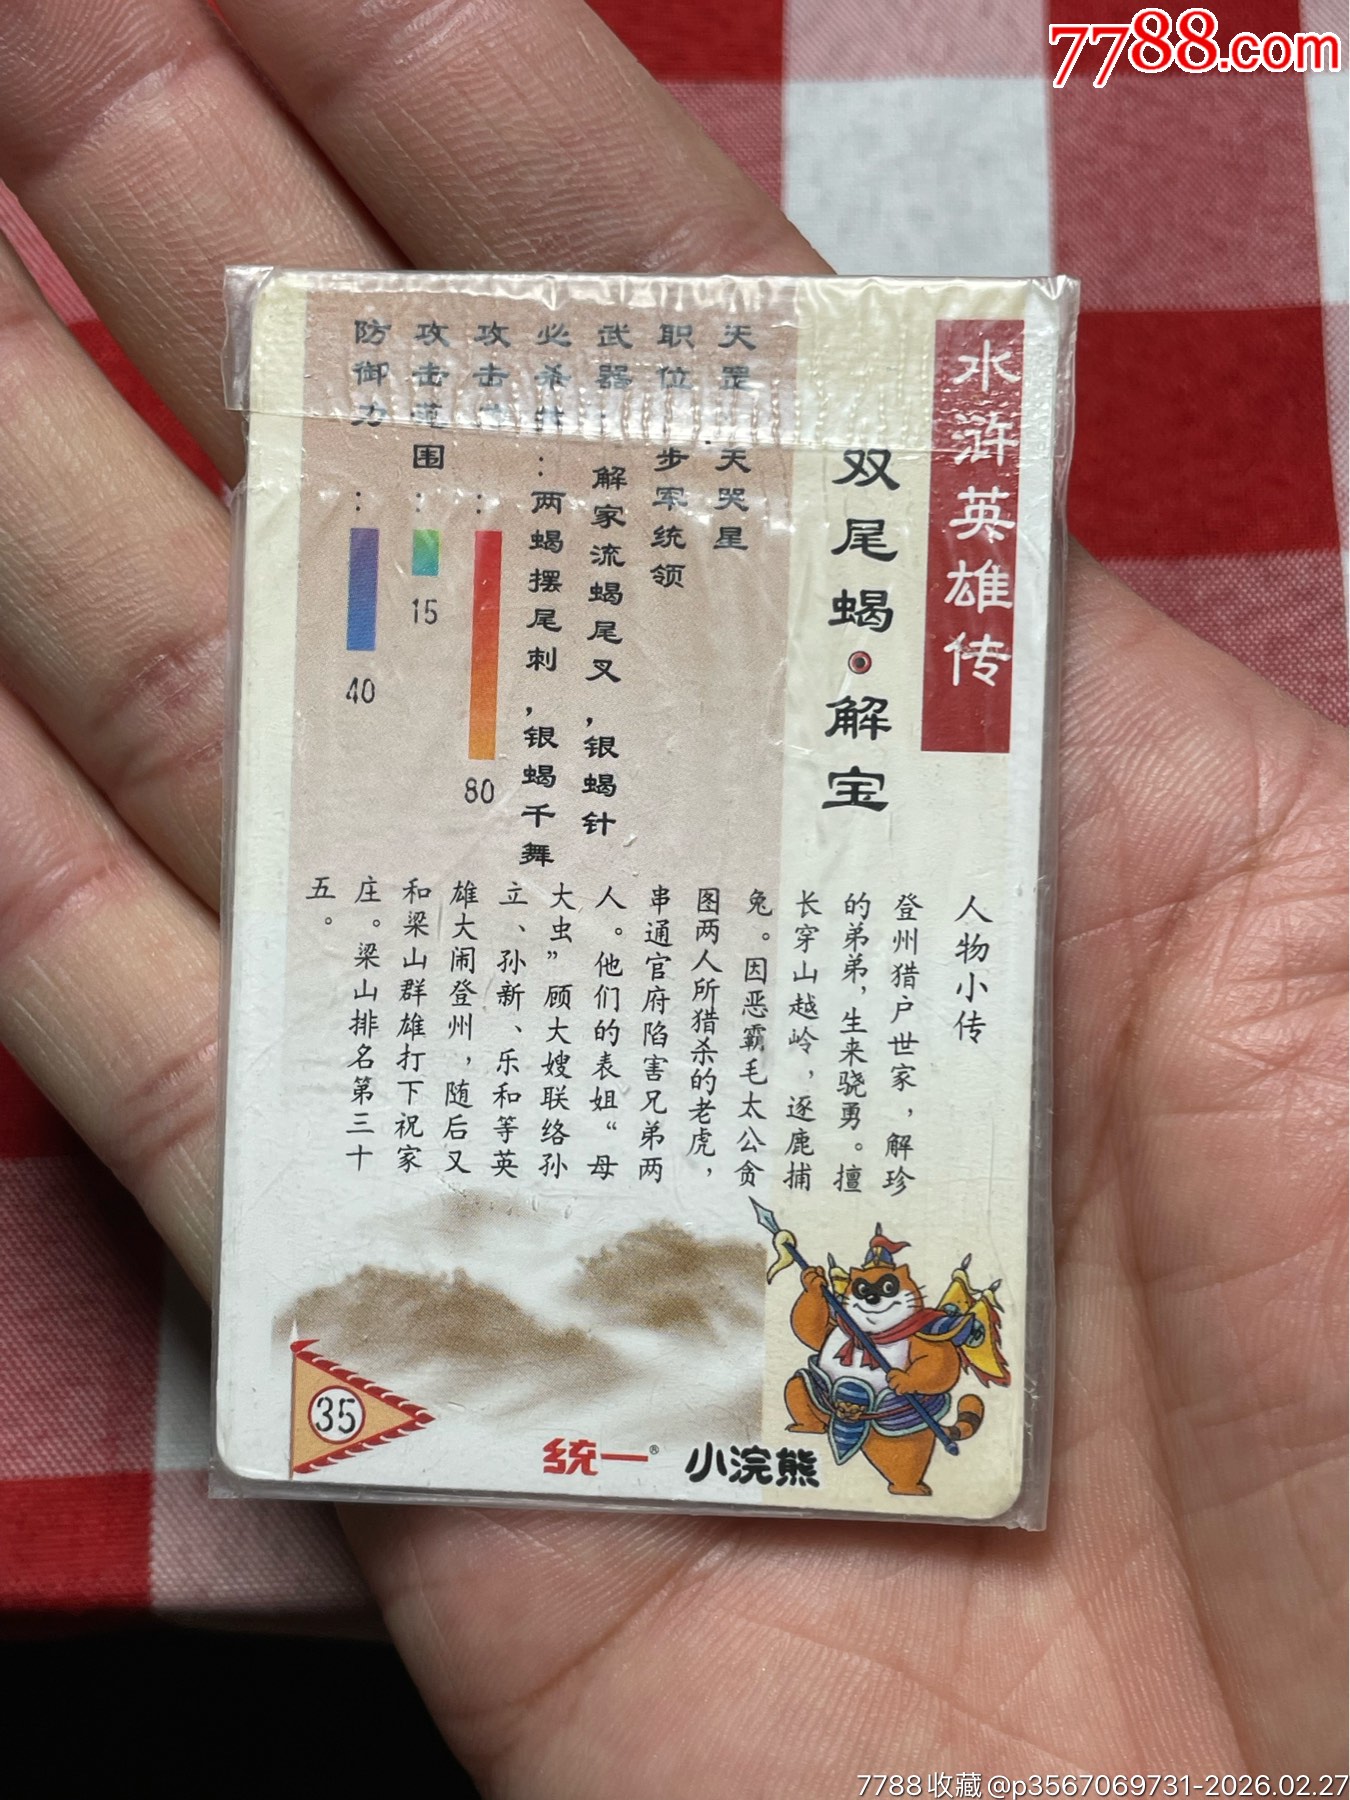 7788.com
水浒英雄传
双尾蝎·解宝
天罡:天哭星
职位:步军统领
武器:解家流蝎尾叉,银蝎针
必杀技:两蝎摆尾刺,银蝎千舞
攻击力:80
攻击范围:15
防御力:40
人物小传
登州猎户世家,解珍
的弟弟,生来骁勇。擅
长穿山越岭,逐鹿捕
兔。因恶霸毛太公贪
图两人所猎杀的老虎,
串通官府陷害兄弟两
人。他们的表姐“母
大虫”顾大嫂联络孙
立、孙新、乐和等英
雄大闹登州,随后又
和梁山群雄打下祝家
庄。梁山排名第三十
五。
35
统一®
小浣熊
7788收藏@p3567069731-2026.02.27